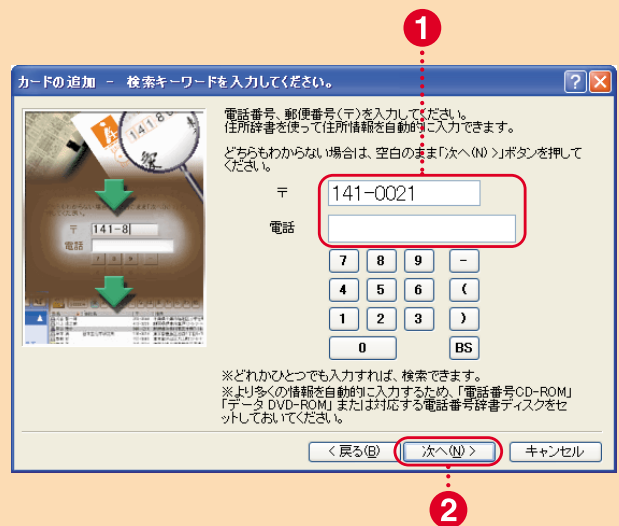 1
カードの追加 － 検索キーワードを入力してください。
電話番号、郵便番号(〒)を入力してください。
住所辞書を使って住所情報を自動的に入力できます。
どちらもわからない場合は、空白のまま「次へ(N) >」ボタンを押して
ください。
〒 141-0021
電話
〒 141-8
電話
7 8 9 -
4 5 6 (
1 2 3 )
0 BS
※どれかひとつでも入力すれば、検索できます。
※より多くの情報を自動的に入力するため、「電話番号CD-ROM」
「データ DVD-ROM」 または対応する電話番号辞書ディスクをセ
ットしておいてください。
< 戻る(B) 次へ(N) > キャンセル
2